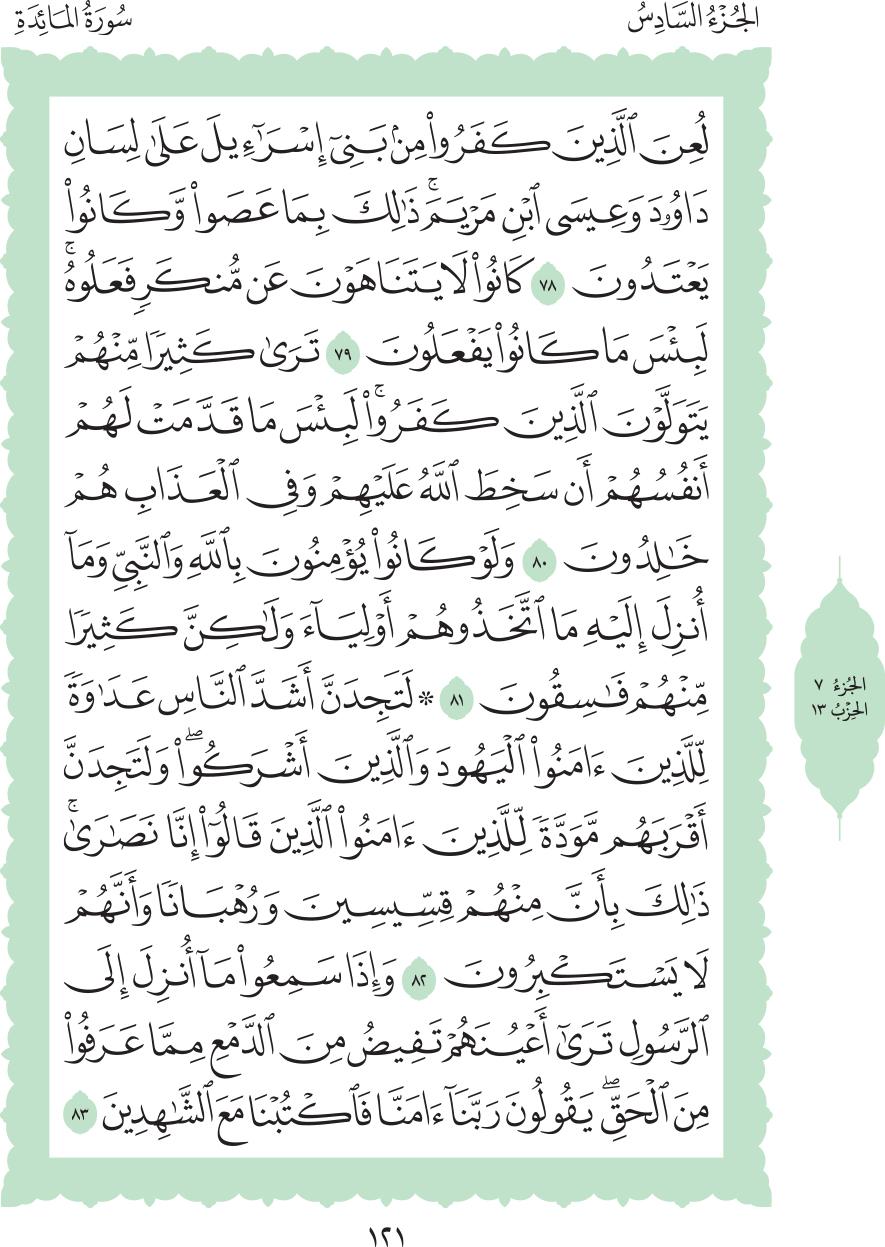 الجُزْءُ السَّادِسُ
سُورَةُ المَائِدَةِ
لُعِنَ ٱلَّذِينَ كَفَرُوا۟ مِنۢ بَنِىٓ إِسْرَٰٓءِيلَ عَلَىٰ لِسَانِ
دَاوُۥدَ وَعِيسَى ٱبْنِ مَرْيَمَ ۚ ذَٰلِكَ بِمَا عَصَوا۟ وَّكَانُوا۟
يَعْتَدُونَ ٧٨ كَانُوا۟ لَا يَتَنَاهَوْنَ عَن مُّنكَرٍ فَعَلُوهُ ۚ
لَبِئْسَ مَا كَانُوا۟ يَفْعَلُونَ ٧٩ تَرَىٰ كَثِيرًا مِّنْهُمْ
يَتَوَلَّوْنَ ٱلَّذِينَ كَفَرُوا۟ ۚ لَبِئْسَ مَا قَدَّمَتْ لَهُمْ
أَنفُسُهُمْ أَن سَخِطَ ٱللَّهُ عَلَيْهِمْ وَفِى ٱلْعَذَابِ هُمْ
خَٰلِدُونَ ٨٠ وَلَوْ كَانُوا۟ يُؤْمِنُونَ بِٱللَّهِ وَٱلنَّبِىِّ وَمَآ
أُنزِلَ إِلَيْهِ مَا ٱتَّخَذُوهُمْ أَوْلِيَآءَ وَلَٰكِنَّ كَثِيرًا
مِّنْهُمْ فَٰسِقُونَ ٨١ * لَتَجِدَنَّ أَشَدَّ ٱلنَّاسِ عَدَٰوَةً
لِّلَّذِينَ ءَامَنُوا۟ ٱلْيَهُودَ وَٱلَّذِينَ أَشْرَكُوا۟ ۖ وَلَتَجِدَنَّ
أَقْرَبَهُم مَّوَدَّةً لِّلَّذِينَ ءَامَنُوا۟ ٱلَّذِينَ قَالُوٓا۟ إِنَّا نَصَٰرَىٰ ۚ
ذَٰلِكَ بِأَنَّ مِنْهُمْ قِسِّيسِينَ وَرُهْبَانًا وَأَنَّهُمْ
لَا يَسْتَكْبِرُونَ ٨٢ وَإِذَا سَمِعُوا۟ مَآ أُنزِلَ إِلَى
ٱلرَّسُولِ تَرَىٰٓ أَعْيُنَهُمْ تَفِيضُ مِنَ ٱلدَّمْعِ مِمَّا عَرَفُوا۟
مِنَ ٱلْحَقِّ ۖ يَقُولُونَ رَبَّنَآ ءَامَنَّا فَٱكْتُبْنَا مَعَ ٱلشَّٰهِدِينَ ٨٣
الجُزءُ ٧
الحِزْبُ ١٣
١٢١